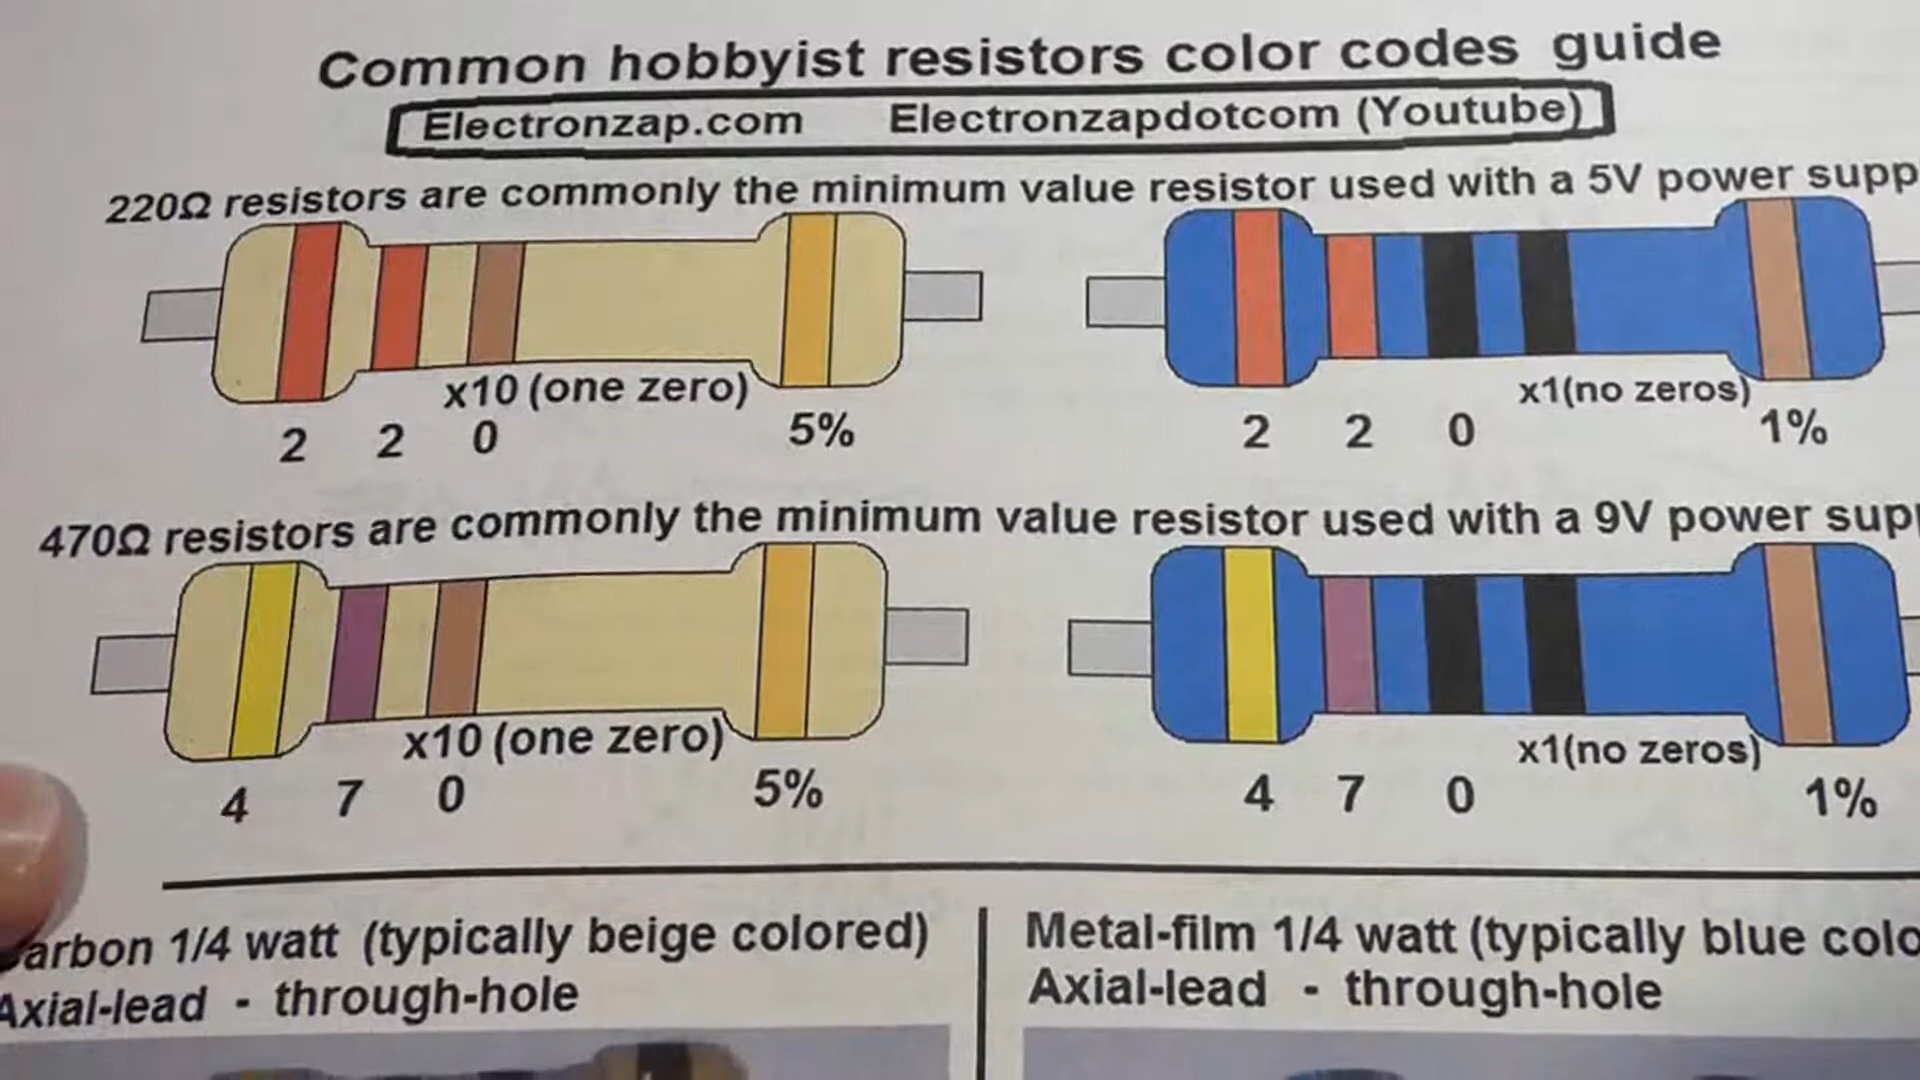 Common hobbyist resistors color codes guide
Electronzap.com Electronzapdotcom (Youtube)
220Ω resistors are commonly the minimum value resistor used with a 5V power supp
x10 (one zero)
2 2 0 5%
x1(no zeros)
2 2 0 1%
470Ω resistors are commonly the minimum value resistor used with a 9V power sup
x10 (one zero)
4 7 0 5%
x1(no zeros)
4 7 0 1%
arbon 1/4 watt (typically beige colored)
Axial-lead - through-hole
Metal-film 1/4 watt (typically blue colo
Axial-lead - through-hole